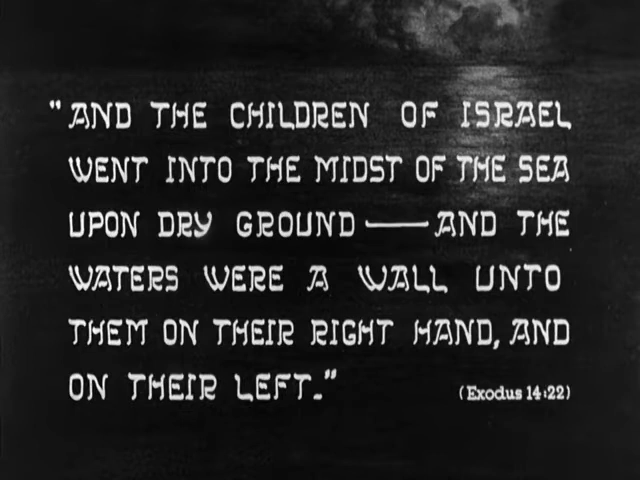 "AND THE CHILDREN OF ISRAEL
WENT INTO THE MIDST OF THE SEA
UPON DRY GROUND — AND THE
WATERS WERE A WALL UNTO
THEM ON THEIR RIGHT HAND, AND
ON THEIR LEFT."
(Exodus 14:22)